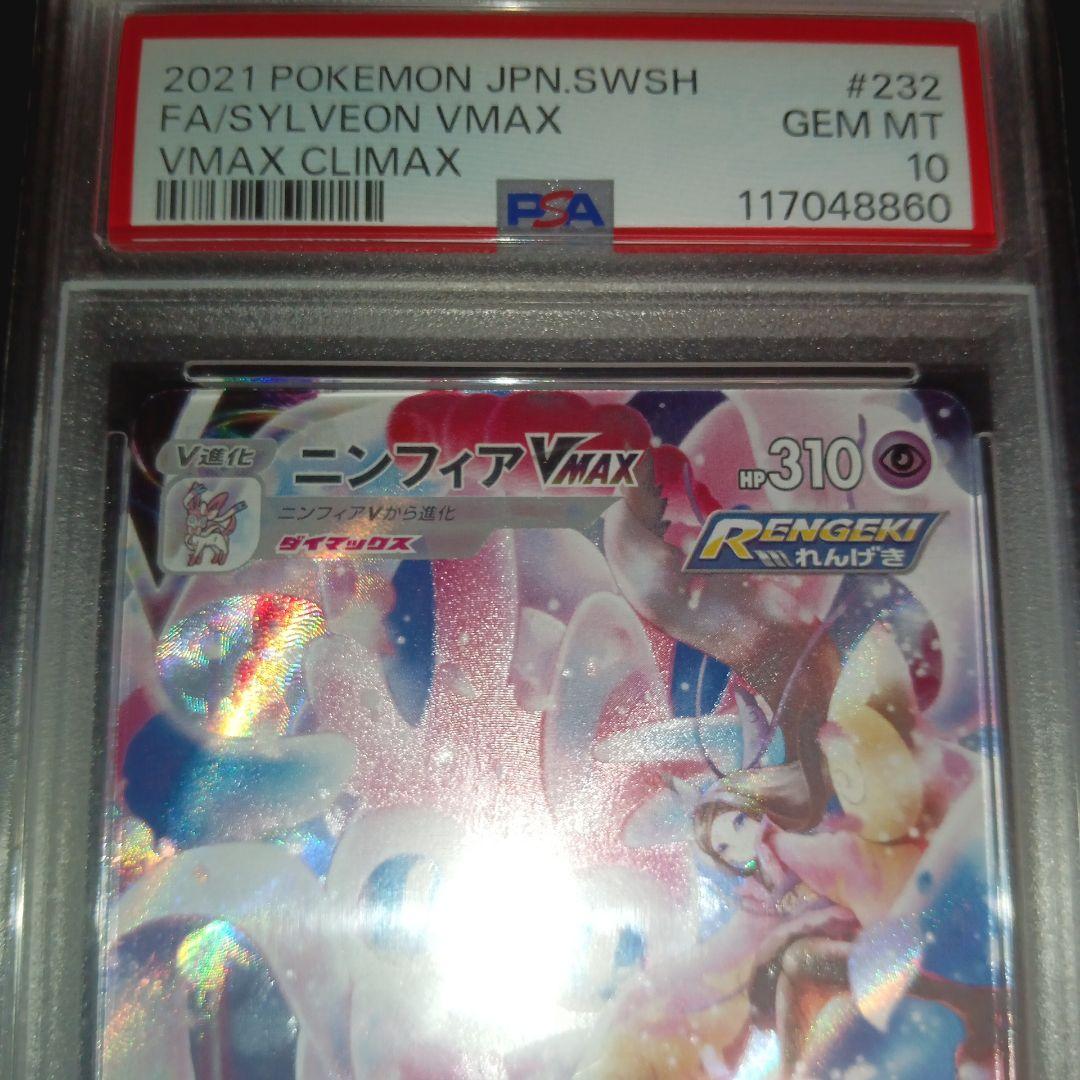 2021 POKEMON JPN.SWSH #232
FA/SYLVEON VMAX GEM MT
VMAX CLIMAX 10
PSA 117048860
V進化 ニンフィアVMAX HP310
ニンフィアVから進化
ダイマックス
RENGEKI
れんげき